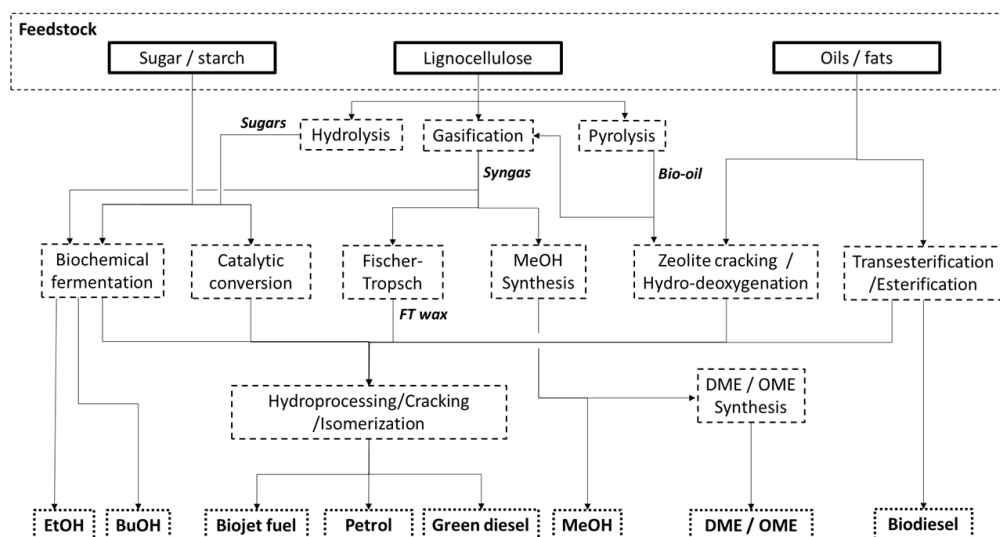 Feedstock
Sugar / starch
Lignocellulose
Oils / fats
Sugars
Hydrolysis
Gasification
Pyrolysis
Syngas
Bio-oil
Biochemical
fermentation
Catalytic
conversion
Fischer-
Tropsch
MeOH
Synthesis
Zeolite cracking /
Hydro-deoxygenation
Transesterification
/Esterification
FT wax
Hydroprocessing/Cracking
/Isomerization
DME / OME
Synthesis
EtOH
BuOH
Biojet fuel
Petrol
Green diesel
MeOH
DME / OME
Biodiesel